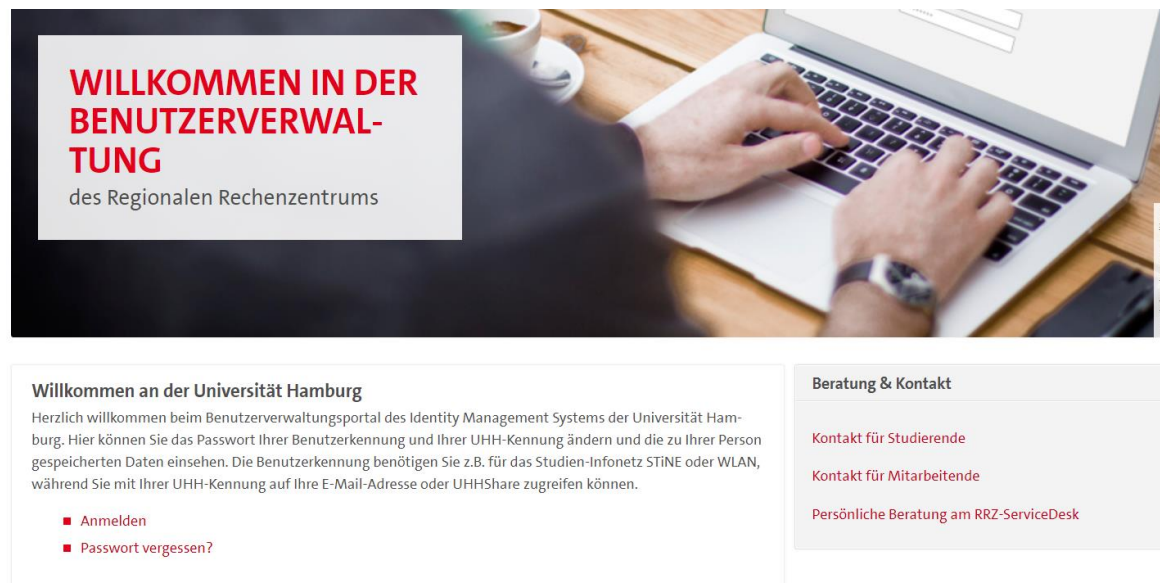 WILLKOMMEN IN DER
BENUTZERVERWAL-
TUNG
des Regionalen Rechenzentrums
Willkommen an der Universität Hamburg
Herzlich willkommen beim Benutzerverwaltungsportal des Identity Management Systems der Universität Ham-
burg. Hier können Sie das Passwort Ihrer Benutzerkennung und Ihrer UHH-Kennung ändern und die zu Ihrer Person
gespeicherten Daten einsehen. Die Benutzerkennung benötigen Sie z.B. für das Studien-Infonetz STiNE oder WLAN,
während Sie mit Ihrer UHH-Kennung auf Ihre E-Mail-Adresse oder UHHShare zugreifen können.
Anmelden
Passwort vergessen?
Beratung & Kontakt
Kontakt für Studierende
Kontakt für Mitarbeitende
Persönliche Beratung am RRZ-ServiceDesk